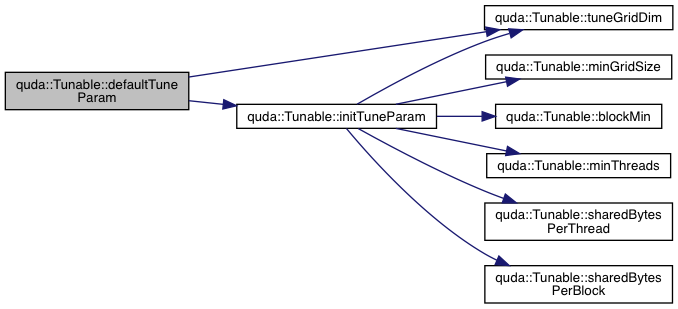 quda::Tunable::defaultTune
Param
quda::Tunable::initTuneParam
quda::Tunable::tuneGridDim
quda::Tunable::minGridSize
quda::Tunable::blockMin
quda::Tunable::minThreads
quda::Tunable::sharedBytes
PerThread
quda::Tunable::sharedBytes
PerBlock